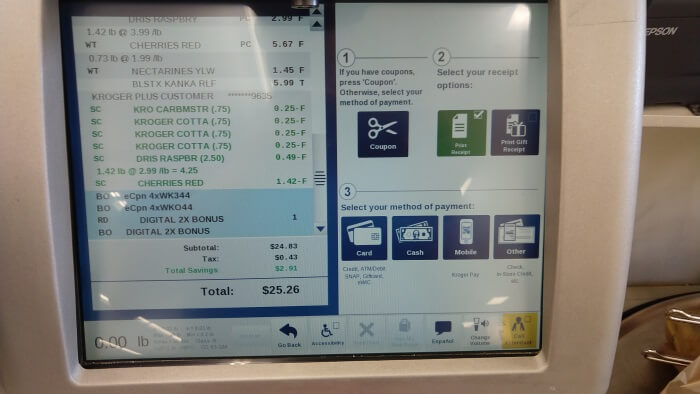 DRIS RASPBRY PC 2.99 F
1.42 lb @ 3.99 /lb
WT CHERRIES RED PC 5.67 F
0.73 lb @ 1.99 /lb
WT NECTARINES YLW 1.45 F
BLSTX KANKA RLF 5.99 T
KROGER PLUS CUSTOMER *******9635
SC KRO CARBMSTR (.75) 0.25-F
SC KROGER COTTA (.75) 0.25-F
SC KROGER COTTA (.75) 0.25-F
SC KROGER COTTA (.75) 0.25-F
SC DRIS RASPBR (2.50) 0.49-F
1.42 lb @ 2.99 /lb = 4.25
SC CHERRIES RED 1.42-F
BO eCpn 4xWK344
BO eCpn 4xWKO44
RD DIGITAL 2X BONUS 1
BO DIGITAL 2X BONUS
Subtotal: $24.83
Tax: $0.43
Total Savings $2.91
Total: $25.26
1
If you have coupons,
press 'Coupon'.
Otherwise, select your
method of payment.
Coupon
2
Select your receipt
options:
Print
Receipt
Print Gift
Receipt
3
Select your method of payment:
Card
Cash
Mobile
Other
Credit, ATM/Debit
SNAP, Giftcard,
eWIC
Kroger Pay
Check,
In-Store Credit,
etc
0.00 lb
Go Back
Accessibility
Español
Change
Volume
Call
Attendant
EPSON